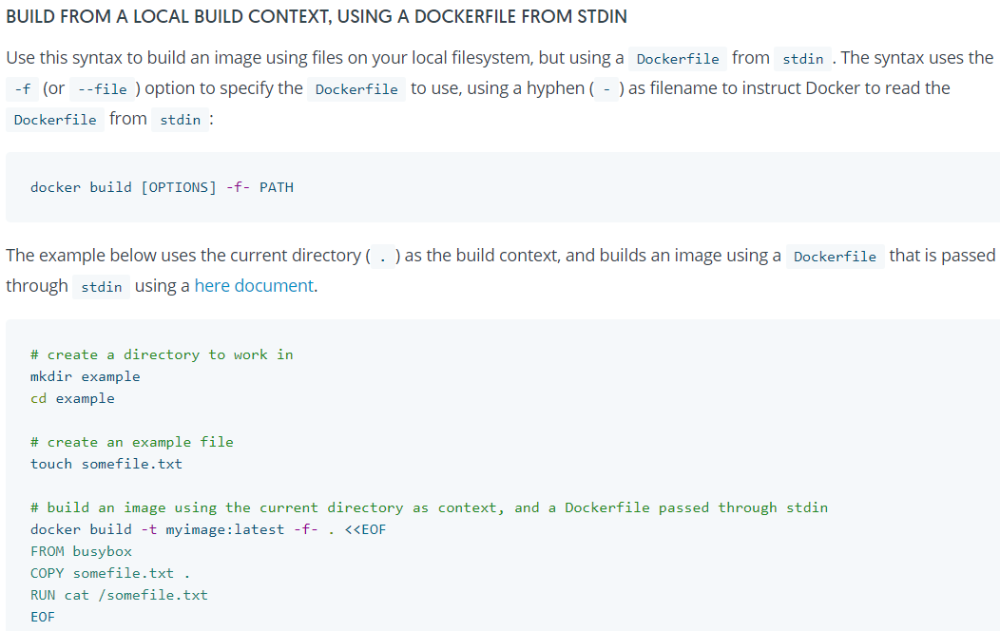 BUILD FROM A LOCAL BUILD CONTEXT, USING A DOCKERFILE FROM STDIN
Use this syntax to build an image using files on your local filesystem, but using a Dockerfile from stdin . The syntax uses the
-f (or --file ) option to specify the Dockerfile to use, using a hyphen ( - ) as filename to instruct Docker to read the
Dockerfile from stdin :
docker build [OPTIONS] -f- PATH
The example below uses the current directory ( . ) as the build context, and builds an image using a Dockerfile that is passed
through stdin using a here document.
# create a directory to work in
mkdir example
cd example
# create an example file
touch somefile.txt
# build an image using the current directory as context, and a Dockerfile passed through stdin
docker build -t myimage:latest -f- . <<EOF
FROM busybox
COPY somefile.txt .
RUN cat /somefile.txt
EOF